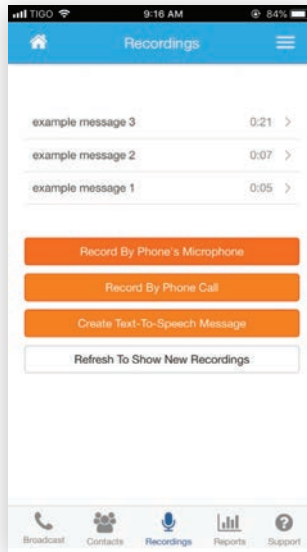 TIGO 9:16 AM 84%
Recordings
example message 3 0:21
example message 2 0:07
example message 1 0:05
Record By Phone's Microphone
Record By Phone Call
Create Text-To-Speech Message
Refresh To Show New Recordings
Broadcast Contacts Recordings Reports Support